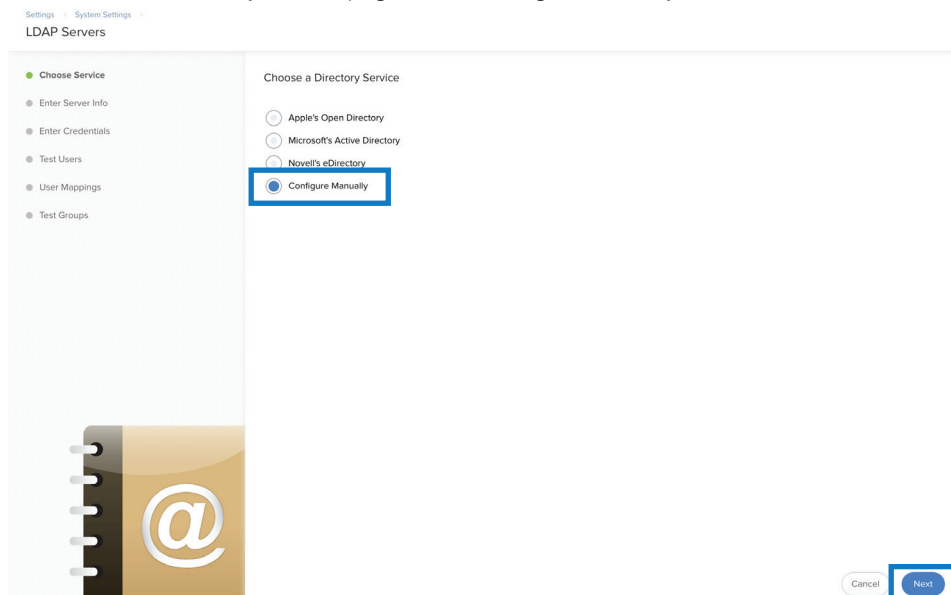 Settings > System Settings >
LDAP Servers
Choose Service
Enter Server Info
Enter Credentials
Test Users
User Mappings
Test Groups
Choose a Directory Service
Apple's Open Directory
Microsoft's Active Directory
Novell's eDirectory
Configure Manually
@
Cancel
Next